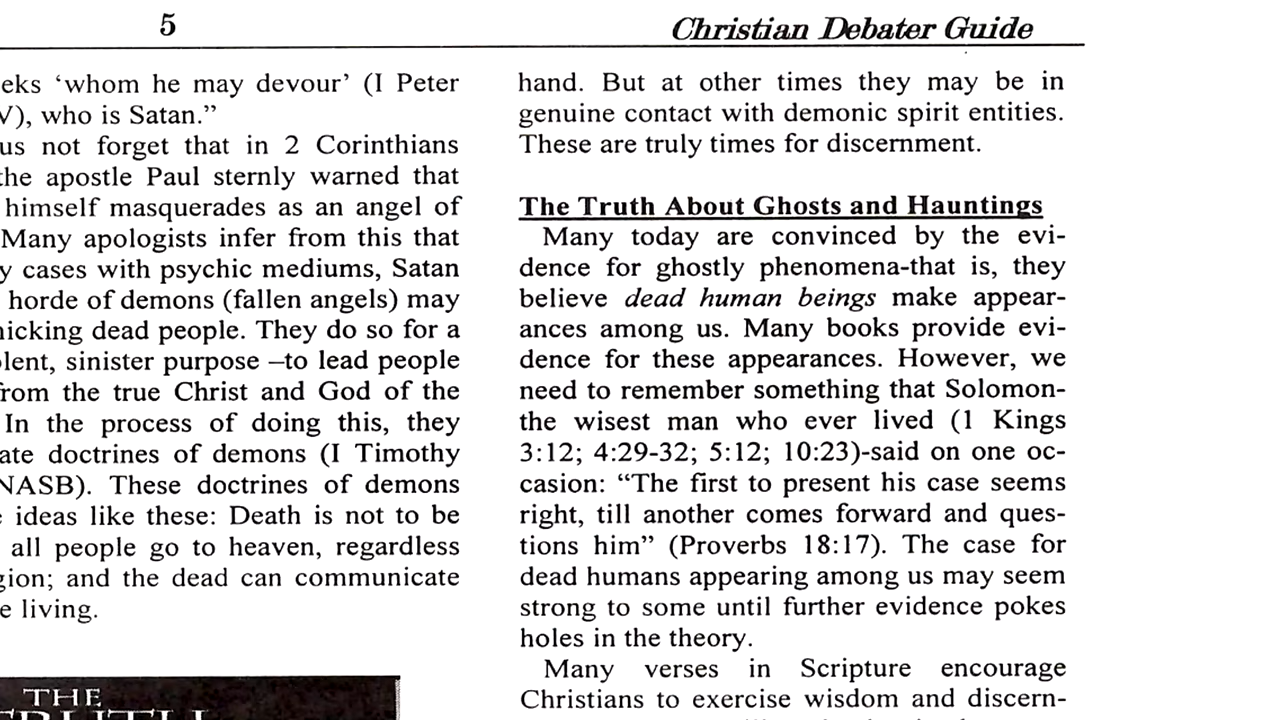 5
Christian Debater Guide
eks ‘whom he may devour’ (I Peter
V), who is Satan.”
us not forget that in 2 Corinthians
the apostle Paul sternly warned that
himself masquerades as an angel of
Many apologists infer from this that
y cases with psychic mediums, Satan
horde of demons (fallen angels) may
nicking dead people. They do so for a
lent, sinister purpose –to lead people
from the true Christ and God of the
In the process of doing this, they
ate doctrines of demons (I Timothy
NASB). These doctrines of demons
e ideas like these: Death is not to be
all people go to heaven, regardless
gion; and the dead can communicate
e living.
THE
TRUTH
hand. But at other times they may be in
genuine contact with demonic spirit entities.
These are truly times for discernment.
The Truth About Ghosts and Hauntings
Many today are convinced by the evi-
dence for ghostly phenomena-that is, they
believe dead human beings make appear-
ances among us. Many books provide evi-
dence for these appearances. However, we
need to remember something that Solomon-
the wisest man who ever lived (1 Kings
3:12; 4:29-32; 5:12; 10:23)-said on one oc-
casion: “The first to present his case seems
right, till another comes forward and ques-
tions him” (Proverbs 18:17). The case for
dead humans appearing among us may seem
strong to some until further evidence pokes
holes in the theory.
Many verses in Scripture encourage
Christians to exercise wisdom and discern-